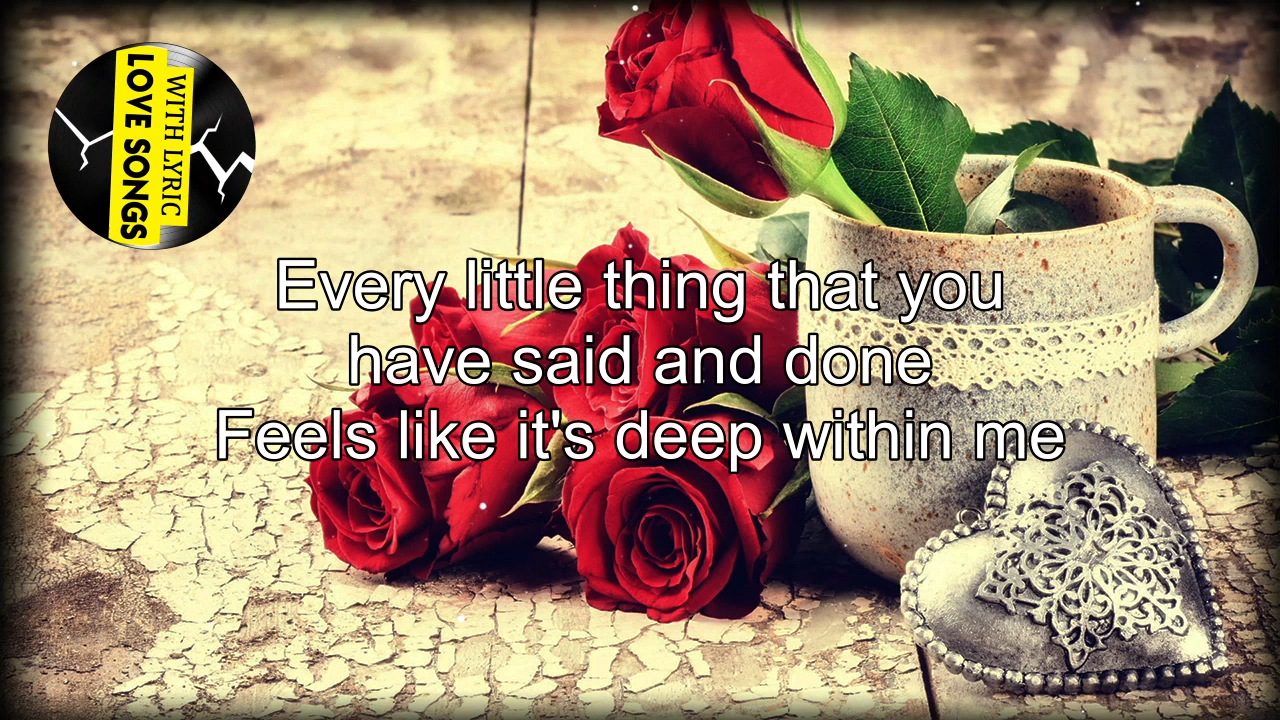 LOVE SONGS
WITH LYRIC
Every little thing that you
have said and done
Feels like it's deep within me